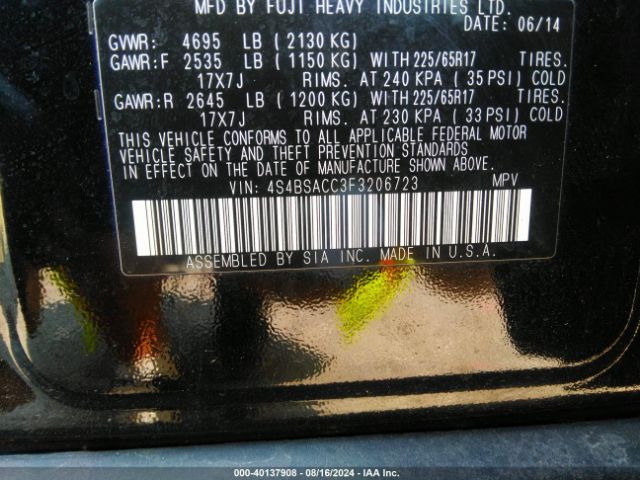 MFD BY FUJI HEAVY INDUSTRIES LTD.
DATE: 06/14
GVWR: 4695 LB ( 2130 KG)
GAWR:F 2535 LB ( 1150 KG) WITH 225/65R17 TIRES.
17X7J RIMS. AT 240 KPA ( 35 PSI) COLD
GAWR:R 2645 LB ( 1200 KG) WITH 225/65R17 TIRES.
17X7J RIMS. AT 230 KPA ( 33 PSI) COLD
THIS VEHICLE CONFORMS TO ALL APPLICABLE FEDERAL MOTOR
VEHICLE SAFETY AND THEFT PREVENTION STANDARDS
IN EFFECT ON THE DATE OF MANUFACTURE SHOWN ABOVE.
VIN: 4S4BSACC3F3206723 MPV
ASSEMBLED BY SIA INC. MADE IN U.S.A.
000-40137908 - 08/16/2024 - IAA Inc.